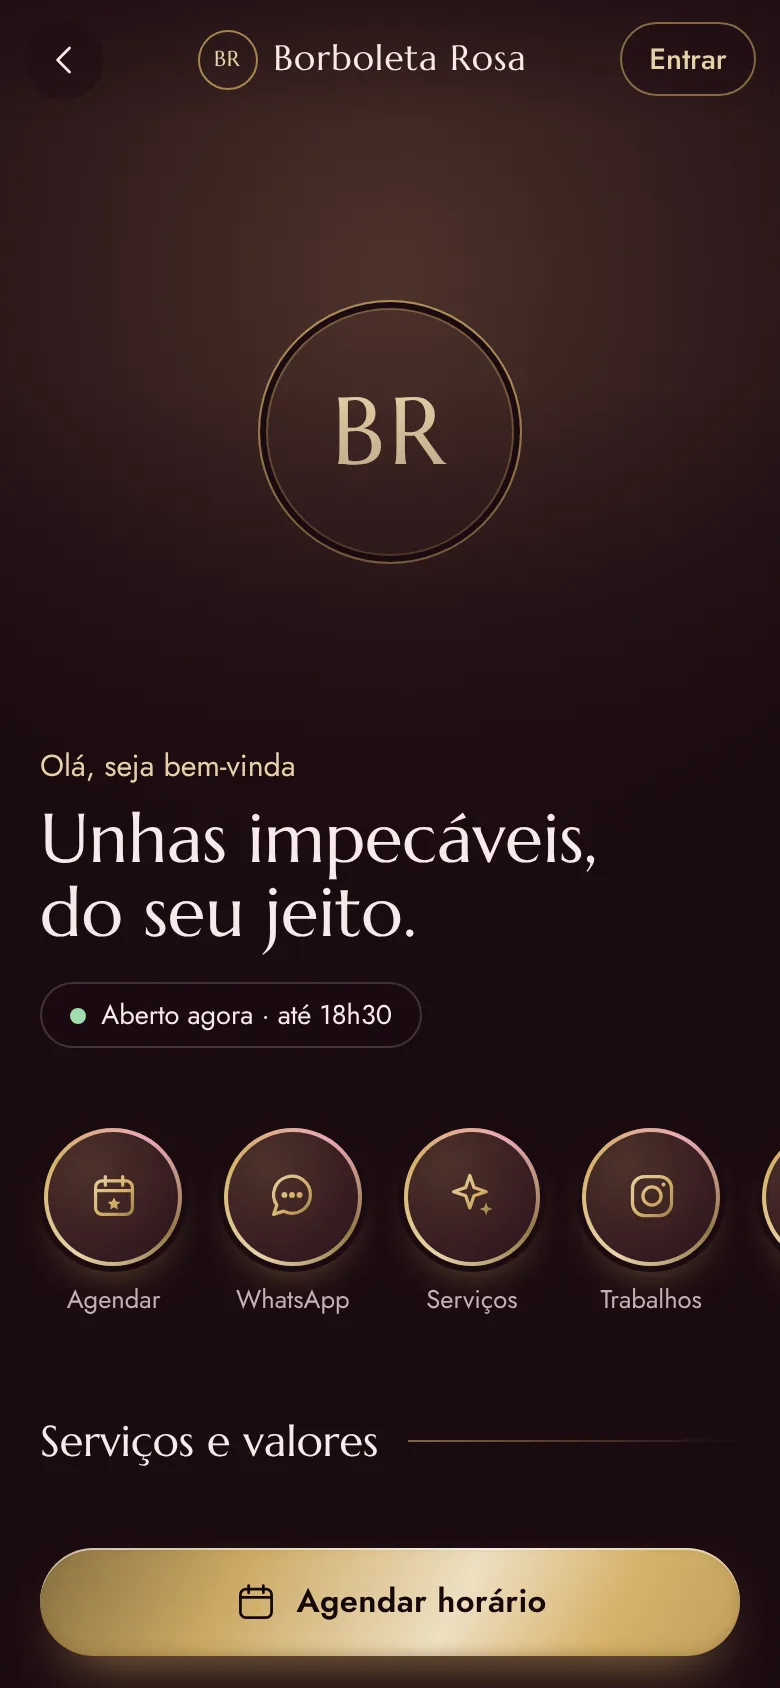 BR Borboleta Rosa
Entrar
BR
Olá, seja bem-vinda
Unhas impecáveis,
do seu jeito.
Aberto agora · até 18h30
Agendar
WhatsApp
Serviços
Trabalhos
Serviços e valores
Agendar horário